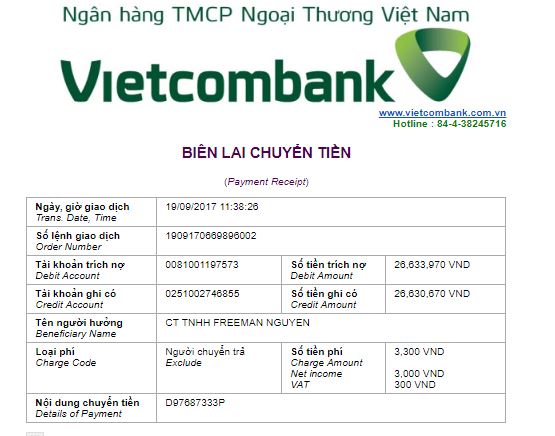 Ngân hàng TMCP Ngoại Thương Việt Nam
VIETCOMBANK
www.vietcombank.com.vn
Hotline : 84-4-38245716
BIÊN LAI CHUYỂN TIỀN
(Payment Receipt)
Ngày, giờ giao dịch 19/09/2017 11:38:26
Trans. Date, Time
Số lệnh giao dịch 1909170669896002
Order Number
Tài khoản trích nợ 0081001197573 Số tiền trích nợ 26,633,970 VND
Debit Account Debit Amount
Tài khoản ghi có 0251002746855 Số tiền ghi có 26,630,670 VND
Credit Account Credit Amount
Tên người hưởng CT TNHH FREEMAN NGUYEN
Beneficiary Name
Loại phí Người chuyển trả Số tiền phí 3,300 VND
Charge Code Exclude Charge Amount
Net income 3,000 VND
VAT 300 VND
Nội dung chuyển tiền D97687333P
Details of Payment